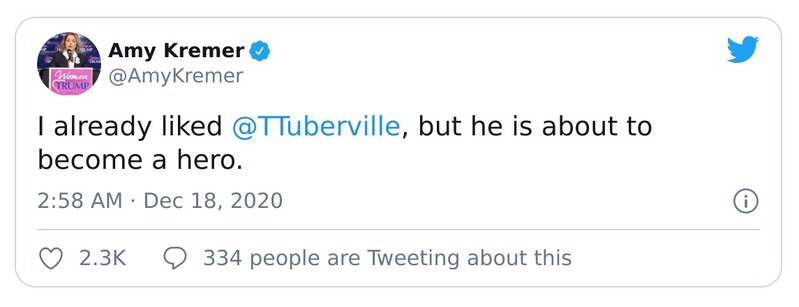 Amy Kremer
@AmyKremer
Women
TRUMP
I already liked @TTuberville, but he is about to
become a hero.
2:58 AM · Dec 18, 2020
2.3K 334 people are Tweeting about this